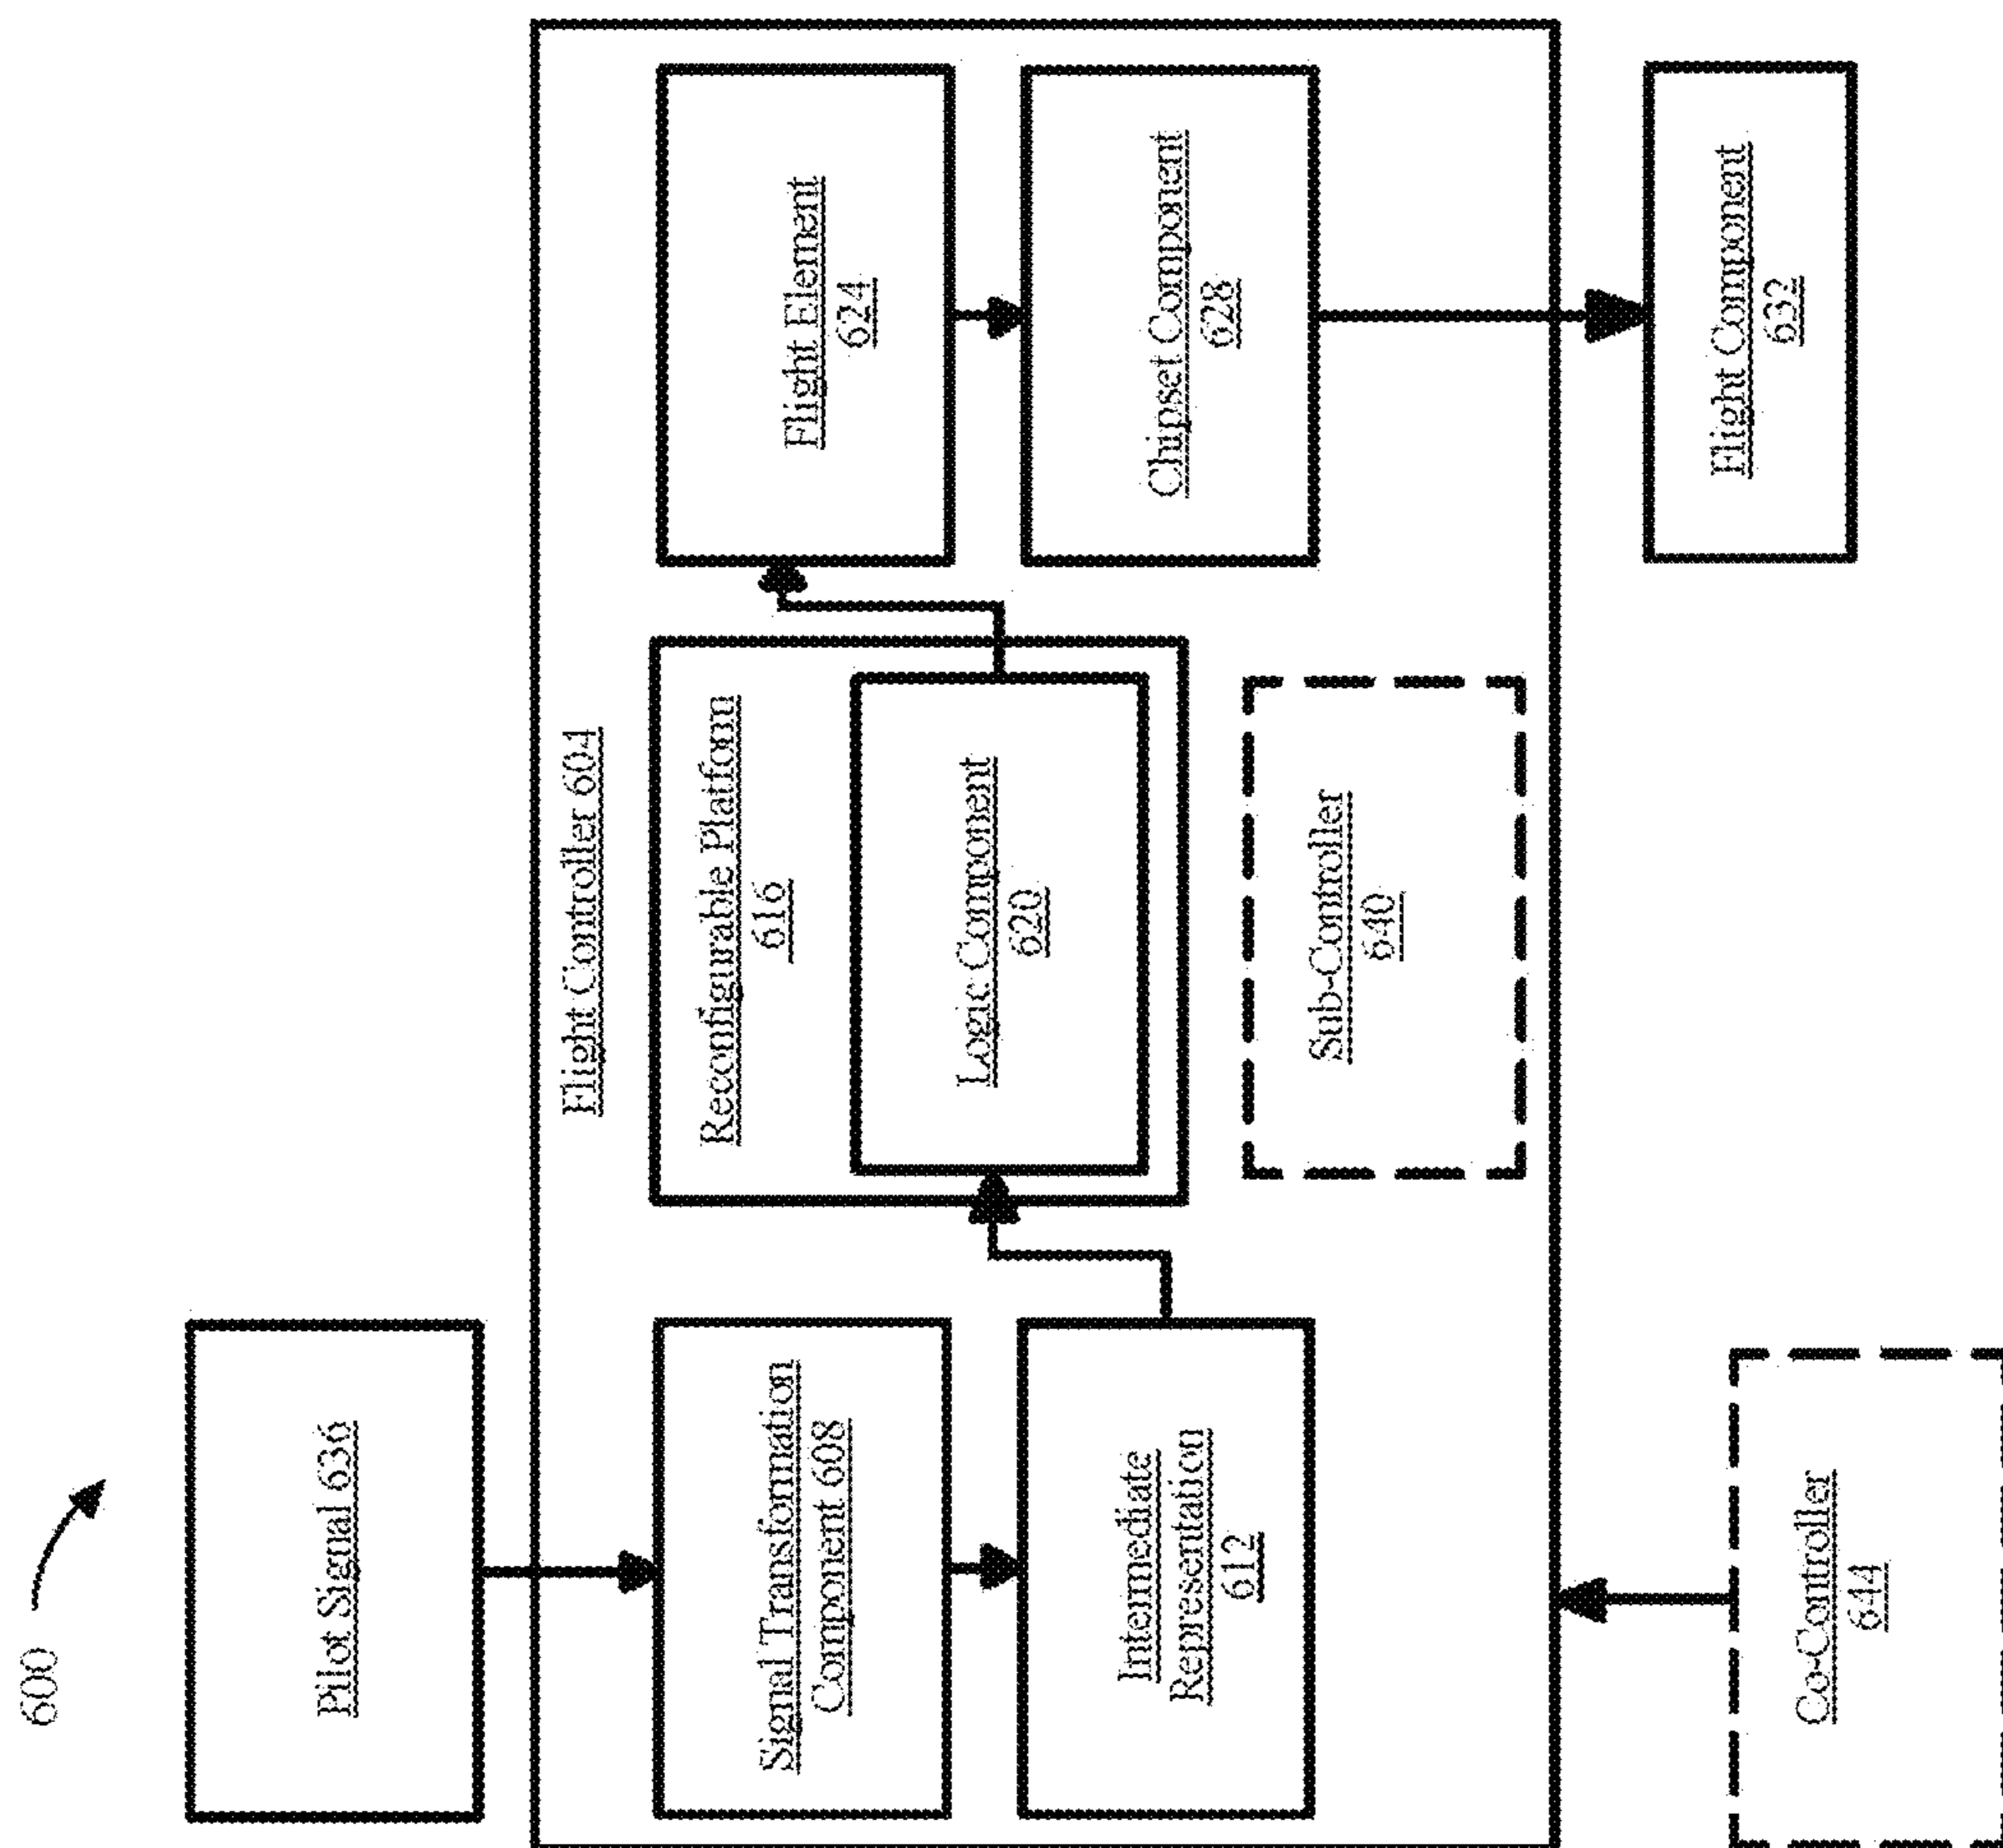 600
Pilot Signal 636
Flight Controller 604
Signal Transformation
Component 608
Intermediate
Representation
612
Reconfigurable Platform
616
Logic Component
620
Sub-Controller
640
Flight Element
624
Chipset Component
628
Co-Controller
644
Flight Component
632